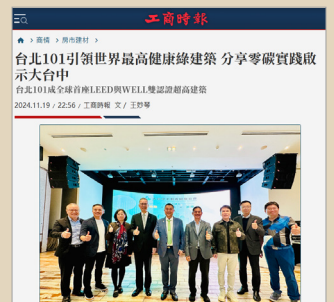 工商時報
商情 > 房市建材 >
台北101引領世界最高健康綠建築 分享零碳實踐啟
示大台中
台北101成全球首座LEED與WELL雙認證超高建築
2024.11.19 / 22:56 / 工商時報 文 / 王妙琴